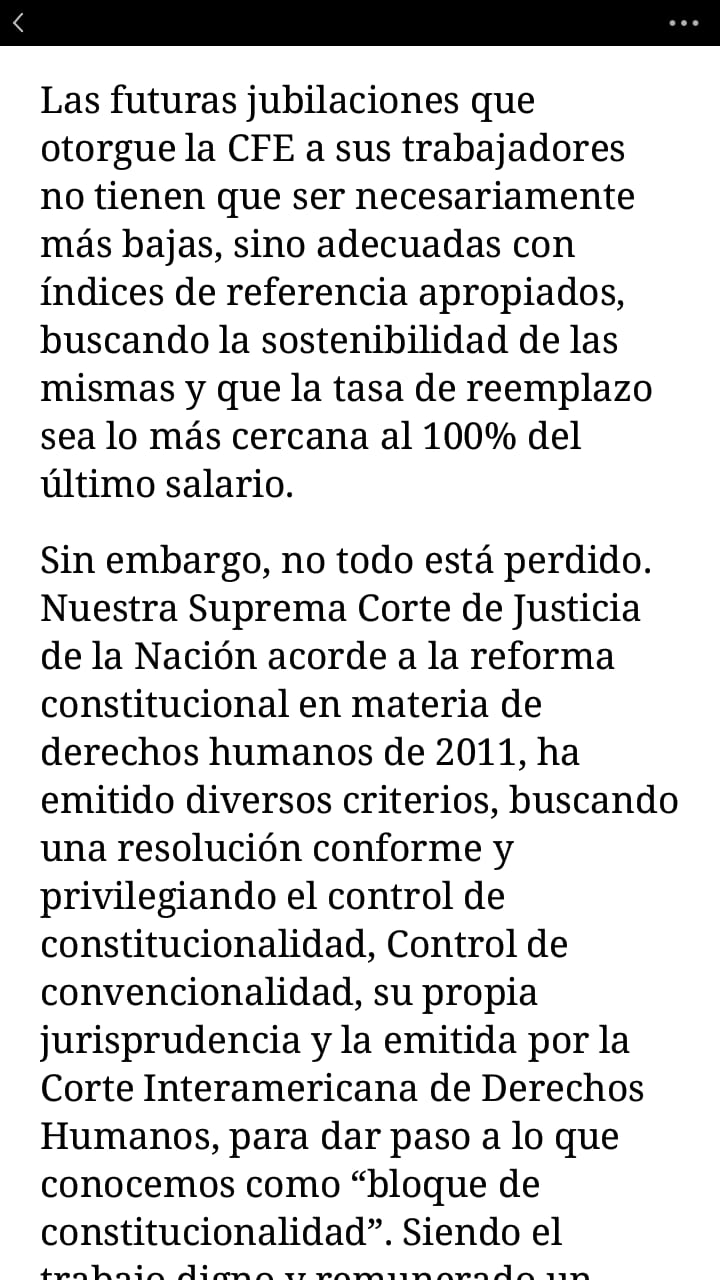 Las futuras jubilaciones que
otorgue la CFE a sus trabajadores
no tienen que ser necesariamente
más bajas, sino adecuadas con
índices de referencia apropiados,
buscando la sostenibilidad de las
mismas y que la tasa de reemplazo
sea lo más cercana al 100% del
último salario.
Sin embargo, no todo está perdido.
Nuestra Suprema Corte de Justicia
de la Nación acorde a la reforma
constitucional en materia de
derechos humanos de 2011, ha
emitido diversos criterios, buscando
una resolución conforme y
privilegiando el control de
constitucionalidad, Control de
convencionalidad, su propia
jurisprudencia y la emitida por la
Corte Interamericana de Derechos
Humanos, para dar paso a lo que
conocemos como “bloque de
constitucionalidad”. Siendo el
trabajo digno y remunerado un